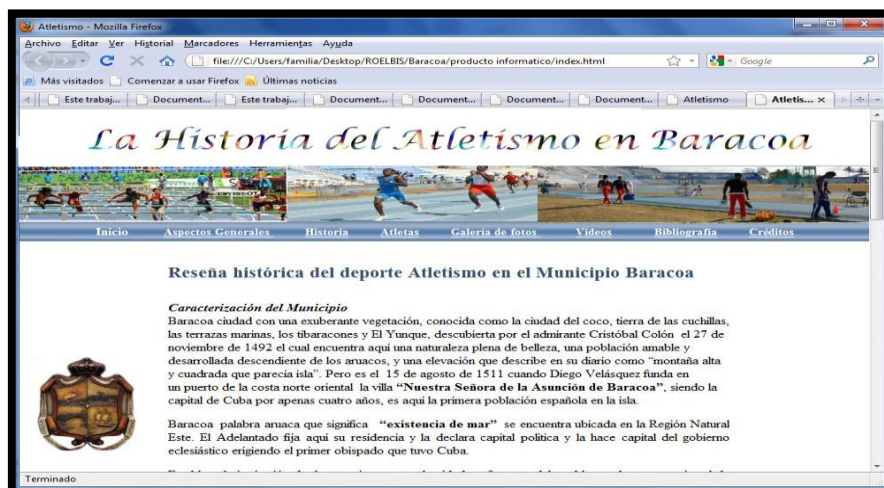 Atletismo - Mozilla Firefox
Archivo Editar Ver Historial Marcadores Herramientas Ayuda
file:///C:/Users/familia/Desktop/ROELBIS/Baracoa/producto informatico/index.html
Google
Más visitados Comenzar a usar Firefox Últimas noticias
Este trabaj... Document... Este trabaj... Document... Document... Document... Document... Atletismo Atletis...
La Historia del Atletismo en Baracoa
Inicio Aspectos Generales Historia Atletas Galería de fotos Videos Bibliografía Créditos
Reseña histórica del deporte Atletismo en el Municipio Baracoa
Caracterización del Municipio
Baracoa ciudad con una exuberante vegetación, conocida como la ciudad del coco, tierra de las cuchillas,
las terrazas marinas, los tibaracones y El Yunque, descubierta por el admirante Cristóbal Colón el 27 de
noviembre de 1492 el cual encuentra aquí una naturaleza plena de belleza, una población amable y
desarrollada descendiente de los aruacos, y una elevación que describe en su diario como “montaña alta
y cuadrada que parecía isla”. Pero es el 15 de agosto de 1511 cuando Diego Velásquez funda en
un puerto de la costa norte oriental la villa “Nuestra Señora de la Asunción de Baracoa”, siendo la
capital de Cuba por apenas cuatro años, es aquí la primera población española en la isla.
Baracoa palabra aruaca que significa “existencia de mar” se encuentra ubicada en la Región Natural
Este. El Adelantado fija aquí su residencia y la declara capital política y la hace capital del gobierno
eclesiástico erigiendo el primer obispado que tuvo Cuba.
Terminado